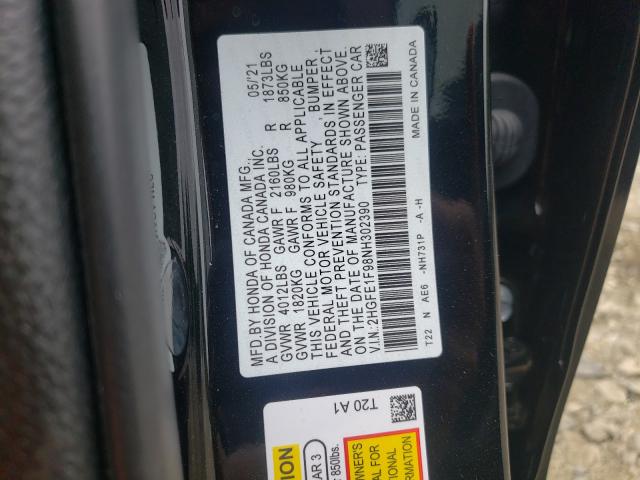 MFD.BY HONDA OF CANADA MFG., 05/21
A DIVISION OF HONDA CANADA INC.
GVWR 4012LBS GAWR F 2160LBS R 1873LBS
GVWR 1820KG GAWR F 980KG R 850KG
THIS VEHICLE CONFORMS TO ALL APPLICABLE
FEDERAL MOTOR VEHICLE SAFETY , BUMPER,
AND THEFT PREVENTION STANDARDS IN EFFECT
ON THE DATE OF MANUFACTURE SHOWN ABOVE.
V.I.N.:2HGFE1F98NH302390 TYPE: PASSENGER CAR
T22 N AE6 -NH731P -A -H MADE IN CANADA
T20 A1
AR 3
850lbs.